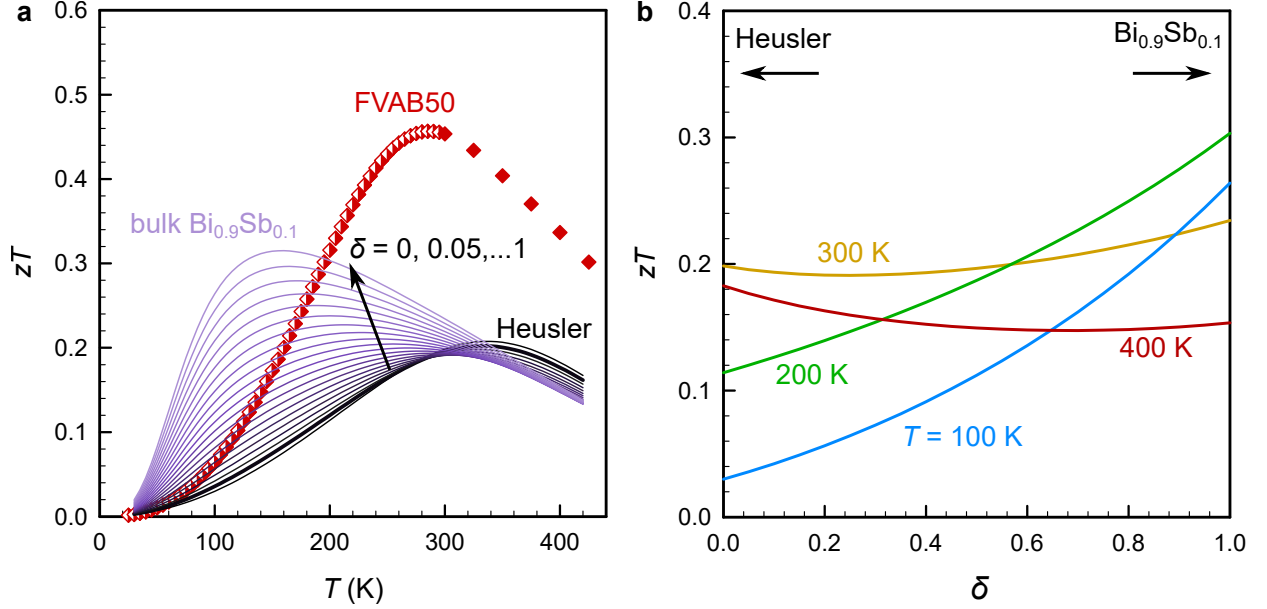 a
0.6
0.5
0.4
0.3
0.2
0.1
0.0
zT
FVAB50
bulk Bi₀.₉Sb₀.₁
δ = 0, 0.05,...1
Heusler
0
100
200
300
400
T (K)
b
0.4
0.3
0.2
0.1
0.0
zT
Heusler
Bi₀.₉Sb₀.₁
300 K
200 K
400 K
T = 100 K
0.0
0.2
0.4
0.6
0.8
1.0
δ